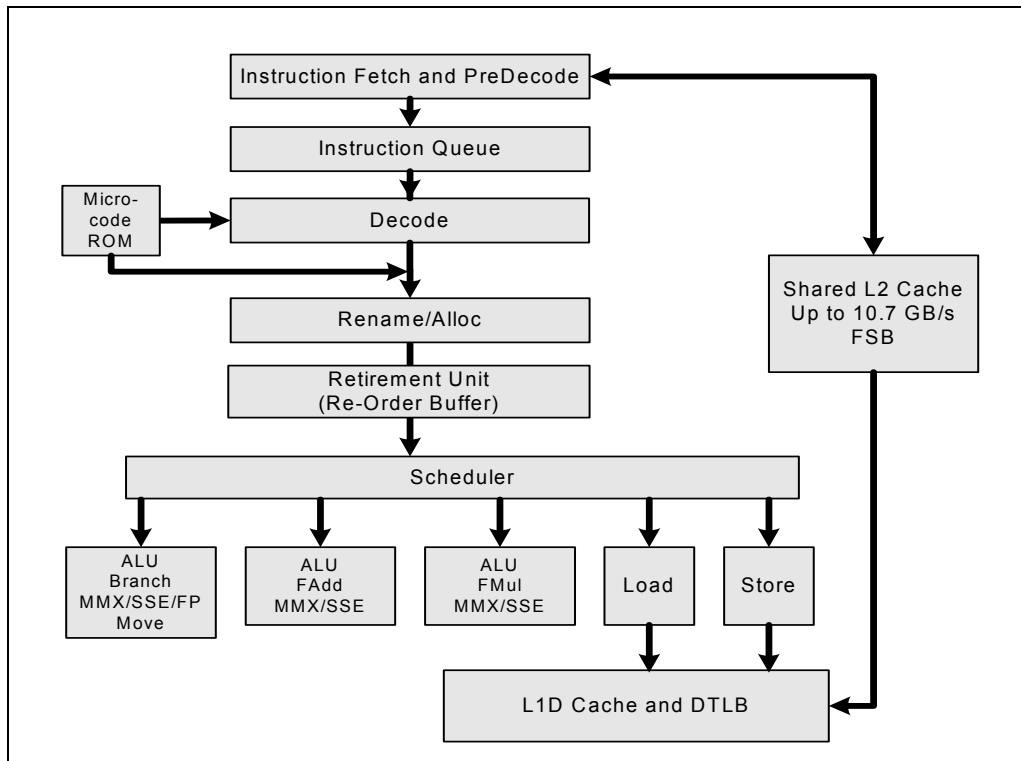 Instruction Fetch and PreDecode
Instruction Queue
Micro-
code
ROM
Decode
Shared L2 Cache
Up to 10.7 GB/s
FSB
Rename/Alloc
Retirement Unit
(Re-Order Buffer)
Scheduler
ALU
Branch
MMX/SSE/FP
Move
ALU
FAdd
MMX/SSE
ALU
FMul
MMX/SSE
Load
Store
L1D Cache and DTLB